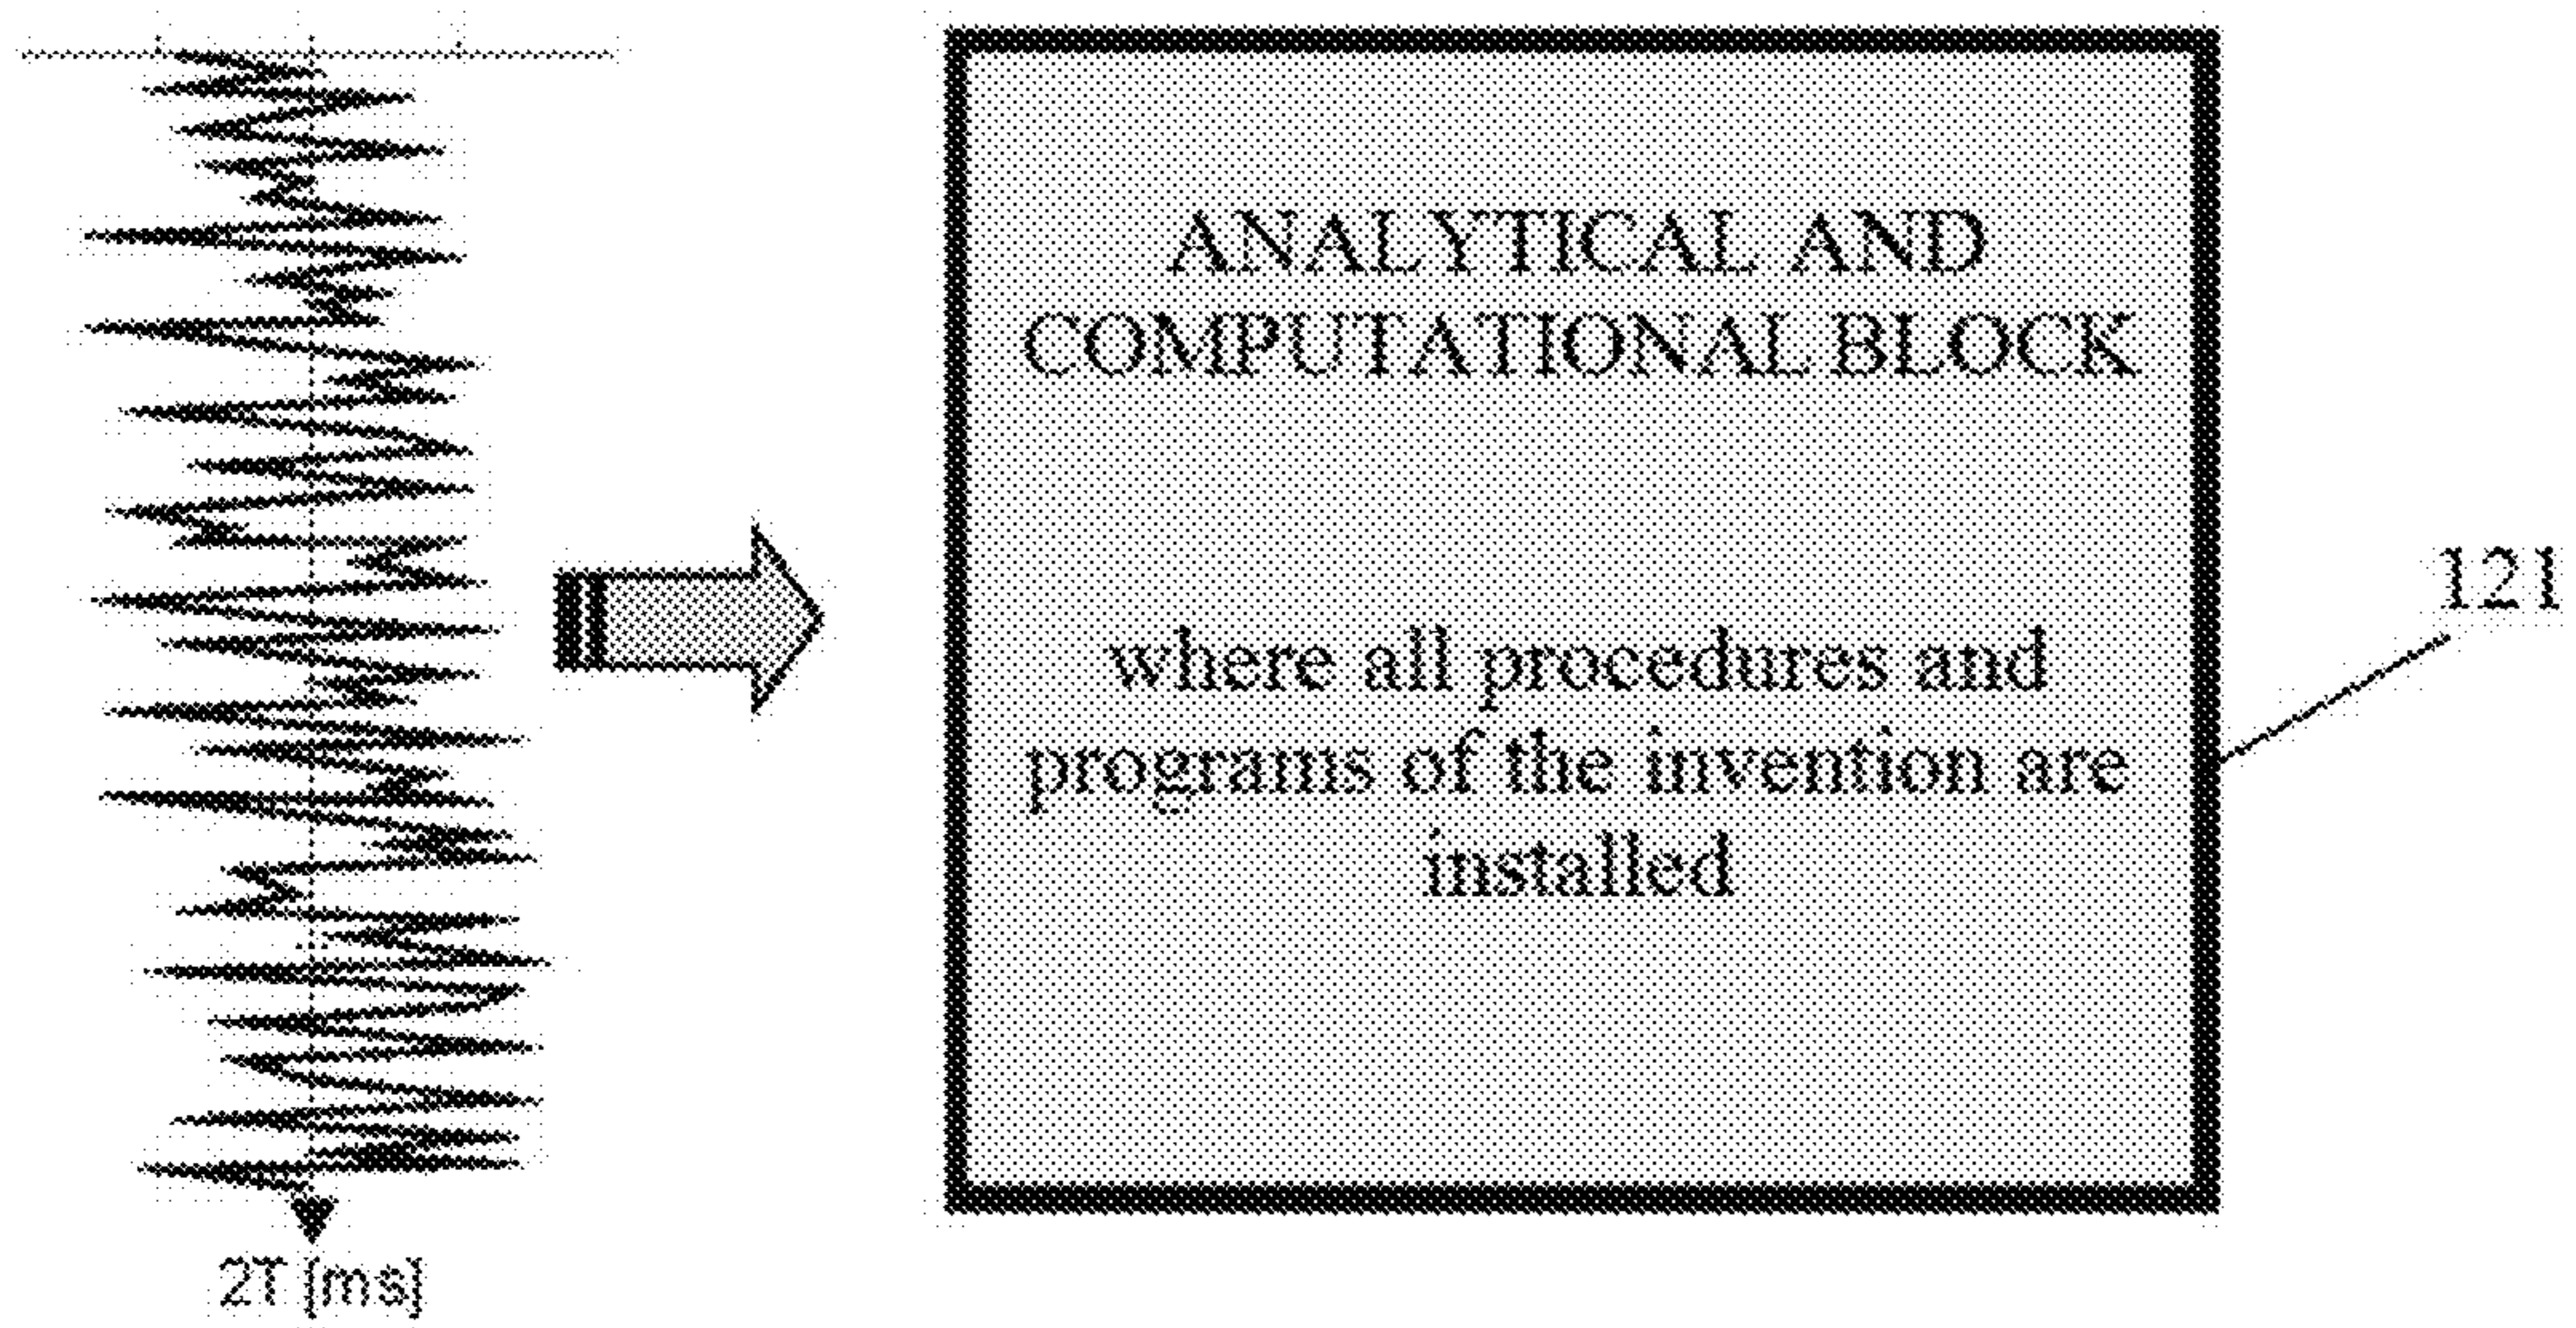 ANALYTICAL AND
COMPUTATIONAL BLOCK
where all procedures and
programs of the invention are
installed
121
2T [ms]